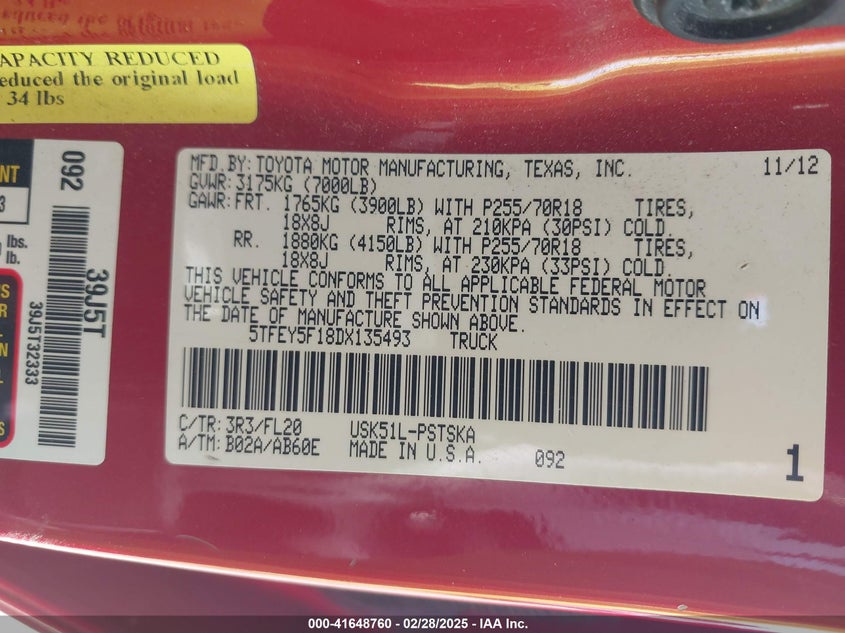 APACITY REDUCED
educed the original load
34 lbs
092
39J5T
39J5T32333
lbs.
lb.
MFD.BY: TOYOTA MOTOR MANUFACTURING, TEXAS, INC. 11/12
GVWR: 3175KG (7000LB)
GAWR: FRT. 1765KG (3900LB) WITH P255/70R18 TIRES,
18X8J RIMS, AT 210KPA (30PSI) COLD.
RR. 1880KG (4150LB) WITH P255/70R18 TIRES,
18X8J RIMS, AT 230KPA (33PSI) COLD.
THIS VEHICLE CONFORMS TO ALL APPLICABLE FEDERAL MOTOR
VEHICLE SAFETY AND THEFT PREVENTION STANDARDS IN EFFECT ON
THE DATE OF MANUFACTURE SHOWN ABOVE.
5TFEY5F18DX135493 TRUCK
C/TR: 3R3/FL20 USK51L-PSTSKA
A/TM: B02A/AB60E MADE IN U.S.A. 092 1
000-41648760 — 02/28/2025 — IAA Inc.